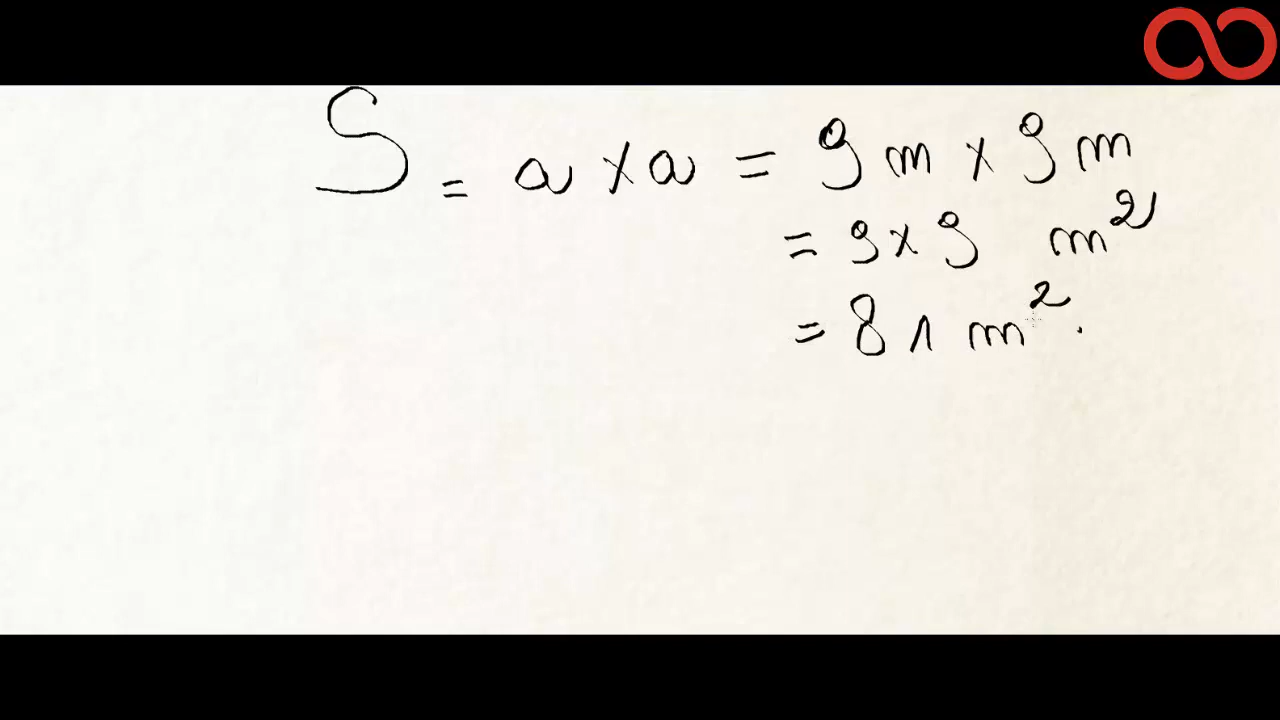 S = a x a = 9 m x 9 m
= 9 x 9 m²
= 81 m².